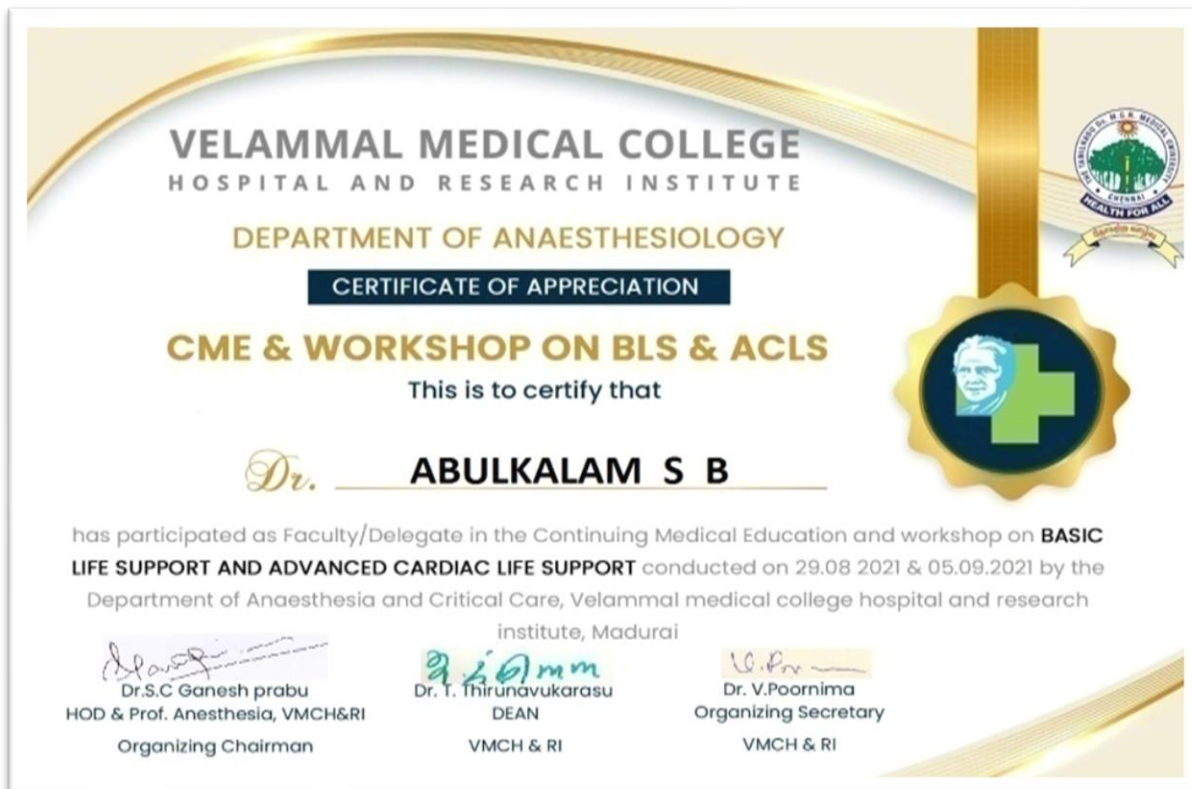 VELAMMAL MEDICAL COLLEGE
HOSPITAL AND RESEARCH INSTITUTE
DEPARTMENT OF ANAESTHESIOLOGY
CERTIFICATE OF APPRECIATION
CME & WORKSHOP ON BLS & ACLS
This is to certify that
Dr. ABULKALAM S B
has participated as Faculty/Delegate in the Continuing Medical Education and workshop on BASIC
LIFE SUPPORT AND ADVANCED CARDIAC LIFE SUPPORT conducted on 29.08 2021 & 05.09.2021 by the
Department of Anaesthesia and Critical Care, Velammal medical college hospital and research
institute, Madurai
Dr.S.C Ganesh prabu
HOD & Prof. Anesthesia, VMCH&RI
Organizing Chairman
Dr. T. Thirunavukarasu
DEAN
VMCH & RI
Dr. V.Poornima
Organizing Secretary
VMCH & RI
THE TAMILNADU Dr. M.G.R. MEDICAL UNIVERSITY
CHENNAI
HEALTH FOR ALL